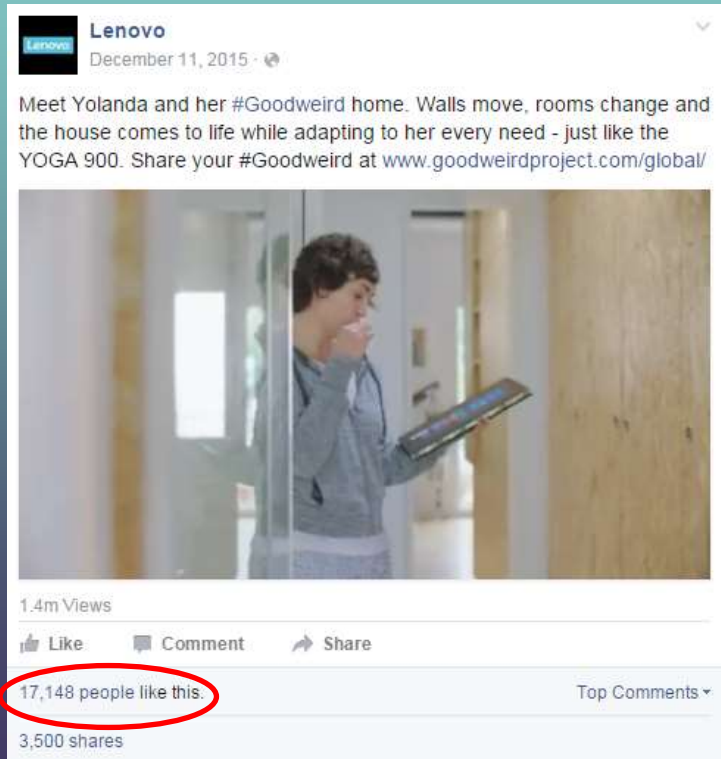 Lenovo
Lenovo
December 11, 2015 ·
Meet Yolanda and her #Goodweird home. Walls move, rooms change and
the house comes to life while adapting to her every need - just like the
YOGA 900. Share your #Goodweird at www.goodweirdproject.com/global/
1.4m Views
Like Comment Share
17,148 people like this. Top Comments
3,500 shares